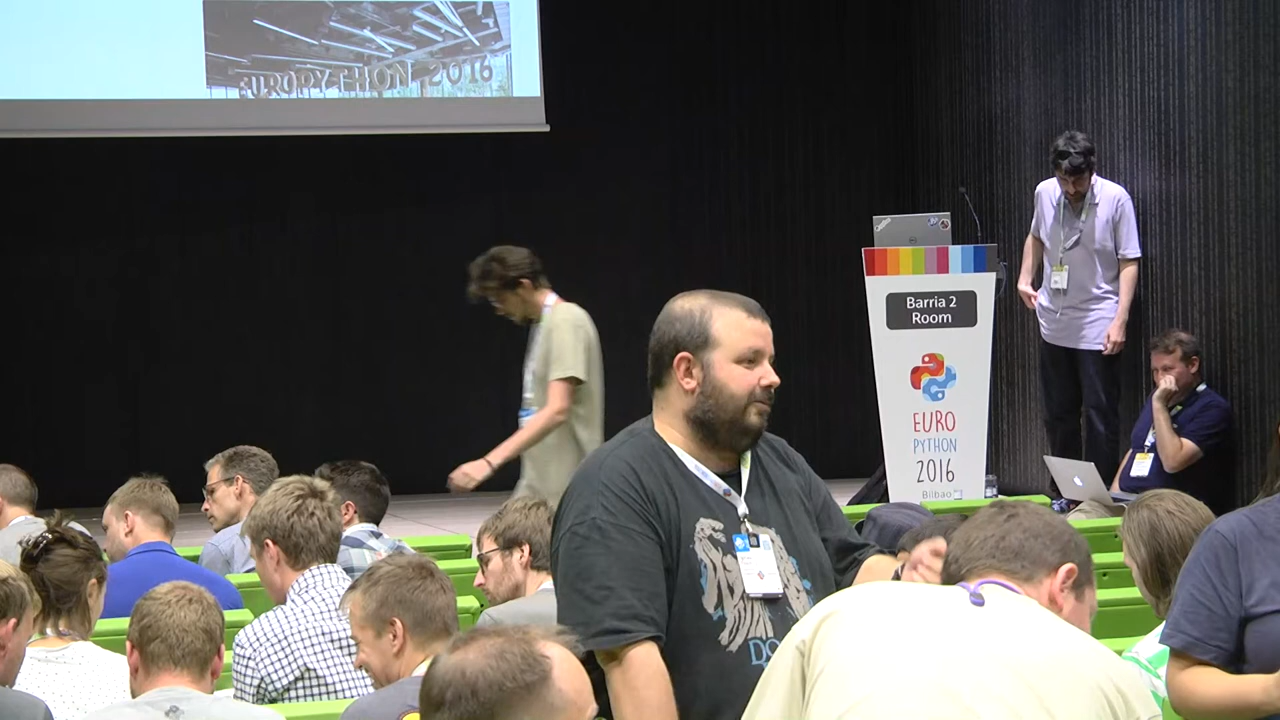 EUROPYTHON 2016
Barria 2
Room
EURO
PYTHON
2016
Bilbao